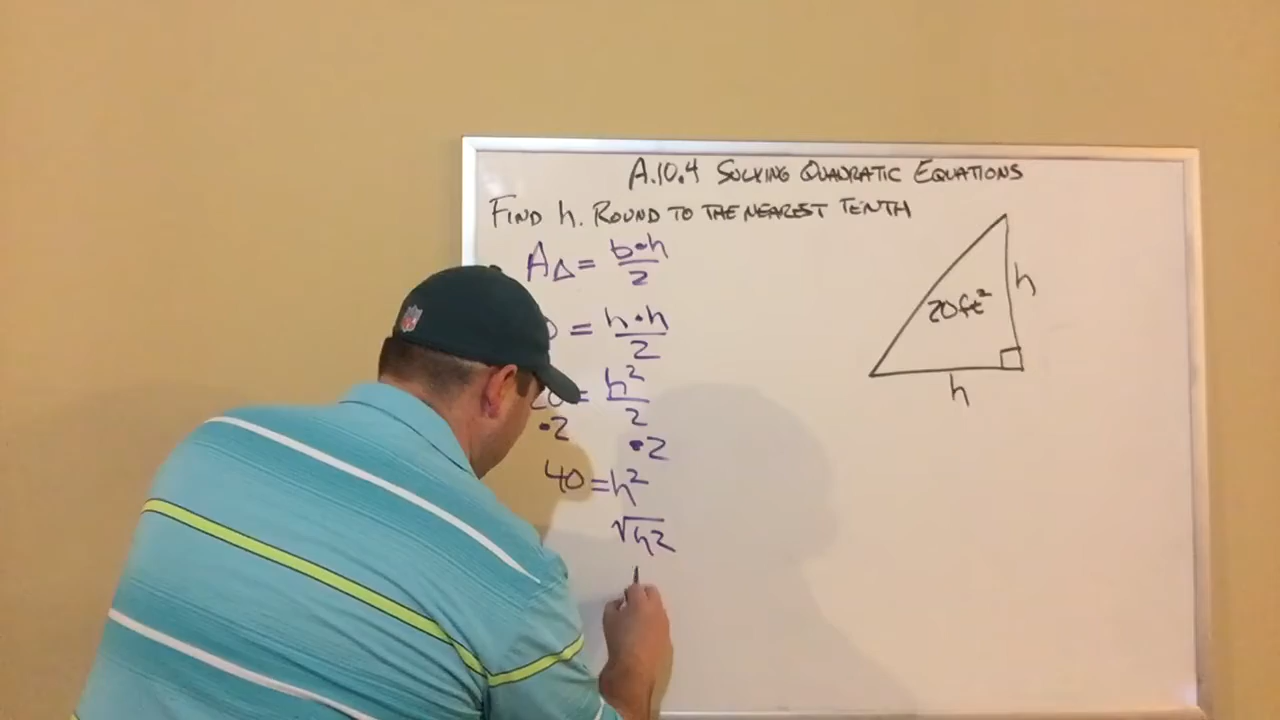 A.10.4 SOLVING QUADRATIC EQUATIONS
FIND h. ROUND TO THE NEAREST TENTH
A△ = b•h/2
= h•h/2
20 = h²/2
•2 •2
40 = h²
√h²
20ft²
h
h